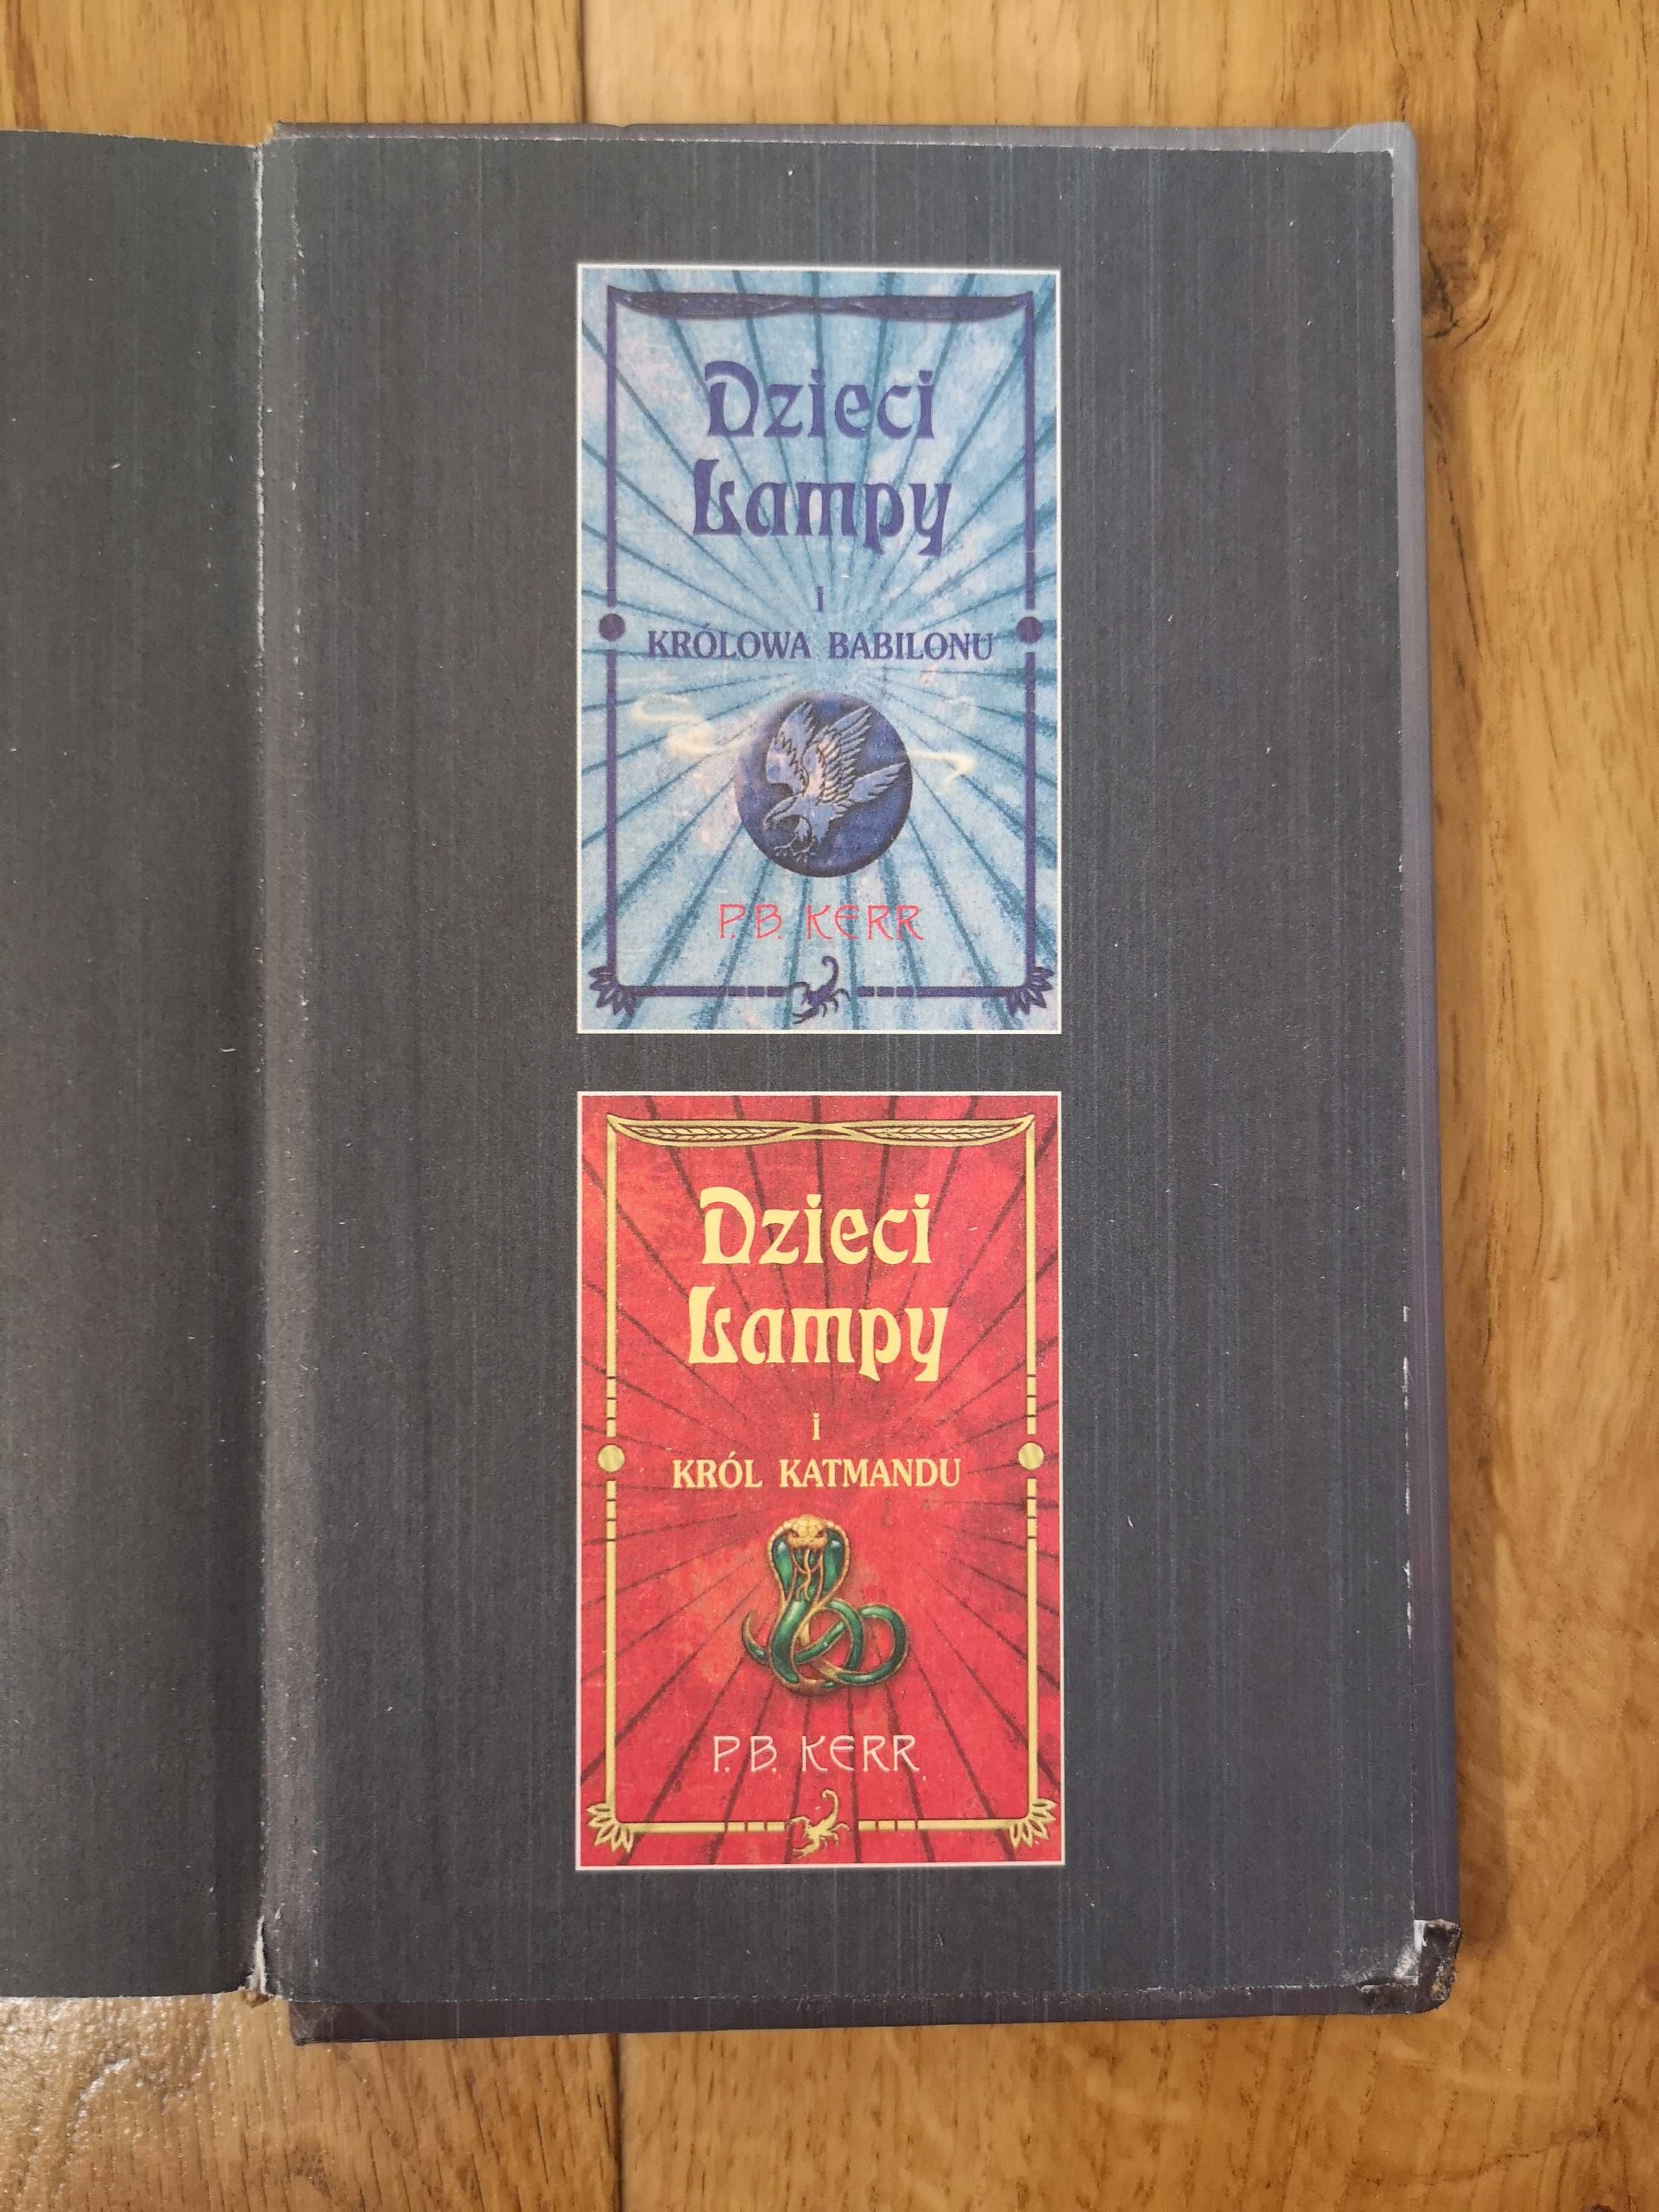 Dzieci
Lampy
i
KRÓLOWA BABILONU
P.B. KERR
Dzieci
Lampy
i
KRÓL KATMANDU
P.B. KERR